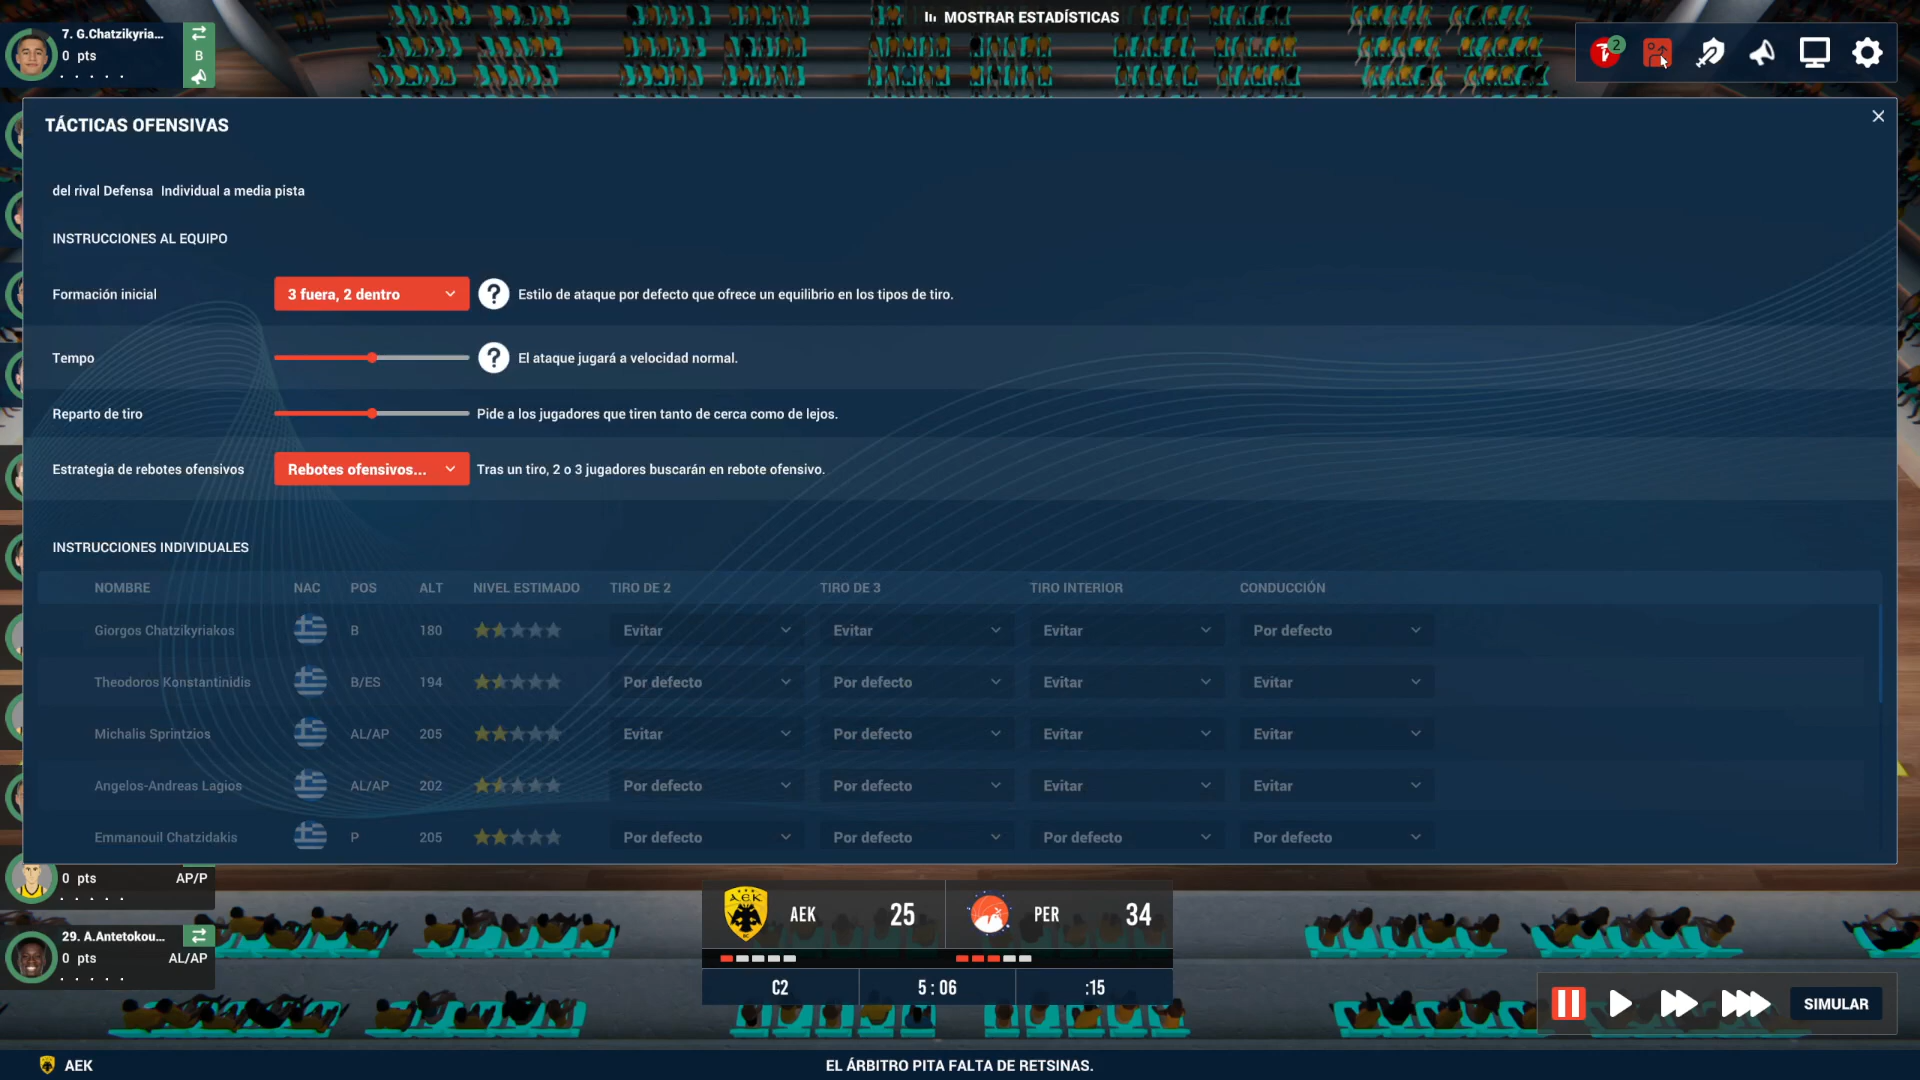 MOSTRAR ESTADÍSTICAS
7. G.Chatzikyria...
0 pts
B
2
TÁCTICAS OFENSIVAS
del rival Defensa Individual a media pista
INSTRUCCIONES AL EQUIPO
Formación inicial 3 fuera, 2 dentro ? Estilo de ataque por defecto que ofrece un equilibrio en los tipos de tiro.
Tempo ? El ataque jugará a velocidad normal.
Reparto de tiro Pide a los jugadores que tiren tanto de cerca como de lejos.
Estrategia de rebotes ofensivos Rebotes ofensivos... Tras un tiro, 2 o 3 jugadores buscarán en rebote ofensivo.
INSTRUCCIONES INDIVIDUALES
NOMBRE NAC POS ALT NIVEL ESTIMADO TIRO DE 2 TIRO DE 3 TIRO INTERIOR CONDUCCIÓN
Giorgos Chatzikyriakos B 180 Evitar Evitar Evitar Por defecto
Theodoros Konstantinidis B/ES 194 Por defecto Por defecto Evitar Evitar
Michalis Sprintzios AL/AP 205 Evitar Por defecto Evitar Evitar
Angelos-Andreas Lagios AL/AP 202 Por defecto Por defecto Evitar Evitar
Emmanouil Chatzidakis P 205 Por defecto Por defecto Por defecto Por defecto
0 pts AP/P
29. A.Antetokou...
0 pts AL/AP
AEK 25 PER 34
C2 5 : 06 :15
SIMULAR
AEK EL ÁRBITRO PITA FALTA DE RETSINAS.